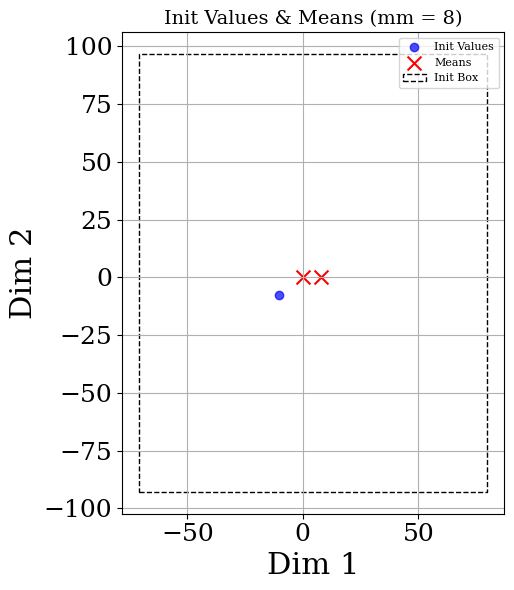 Init Values & Means (mm = 8)
Init Values
Means
Init Box
100
75
50
25
0
−25
−50
−75
−100
Dim 2
−50
0
50
Dim 1